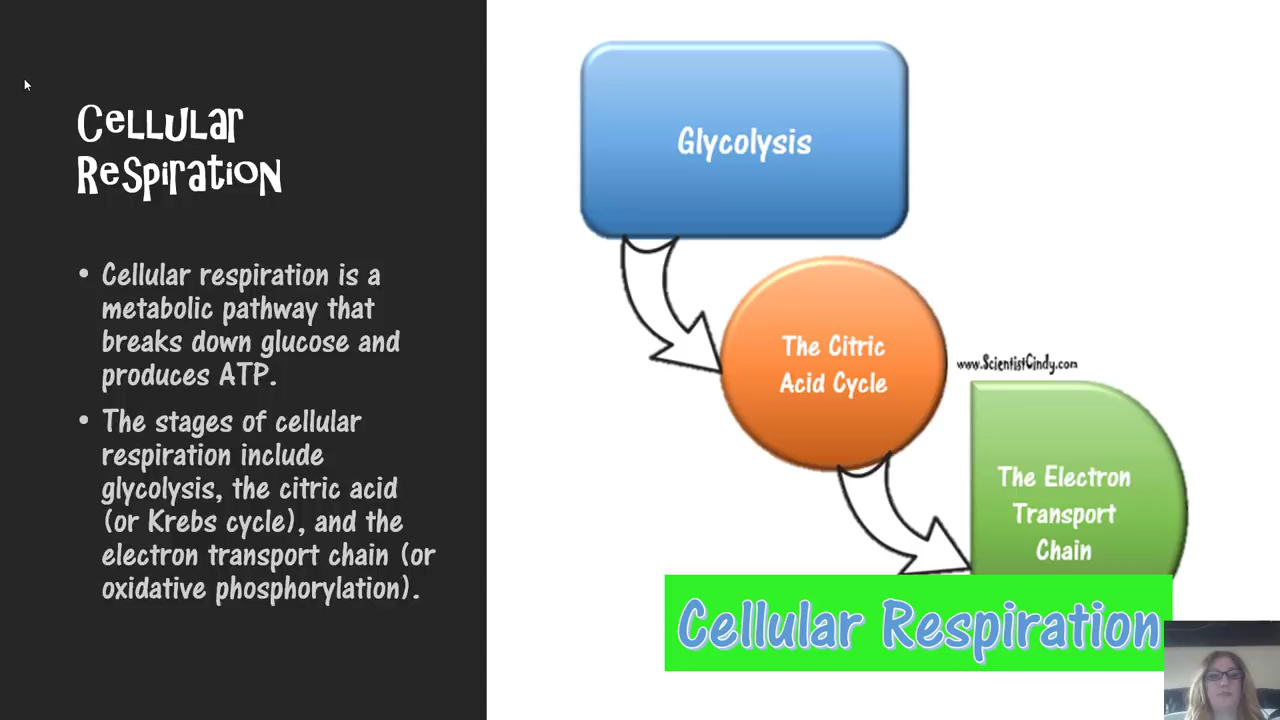 Cellular
Respiration
• Cellular respiration is a
metabolic pathway that
breaks down glucose and
produces ATP.
• The stages of cellular
respiration include
glycolysis, the citric acid
(or Krebs cycle), and the
electron transport chain (or
oxidative phosphorylation).
Glycolysis
The Citric
Acid Cycle
www.ScientistCindy.com
The Electron
Transport
Chain
Cellular Respiration